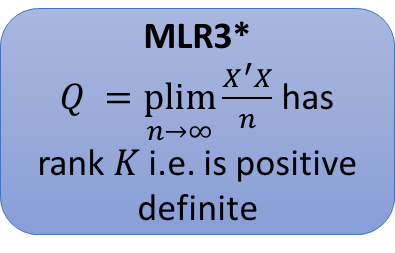 MLR3*
Q = plim n→∞ X′X / n has
rank K i.e. is positive
definite